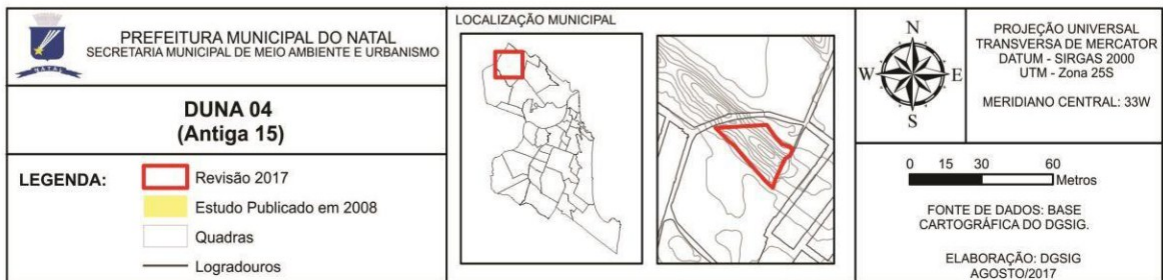 PREFEITURA MUNICIPAL DO NATAL
SECRETARIA MUNICIPAL DE MEIO AMBIENTE E URBANISMO
NATAL
DUNA 04
(Antiga 15)
LEGENDA:
Revisão 2017
Estudo Publicado em 2008
Quadras
Logradouros
LOCALIZAÇÃO MUNICIPAL
N
W
E
S
PROJEÇÃO UNIVERSAL
TRANSVERSA DE MERCATOR
DATUM - SIRGAS 2000
UTM - Zona 25S
MERIDIANO CENTRAL: 33W
0 15 30 60
Metros
FONTE DE DADOS: BASE
CARTOGRÁFICA DO DGSIG.
ELABORAÇÃO: DGSIG
AGOSTO/2017